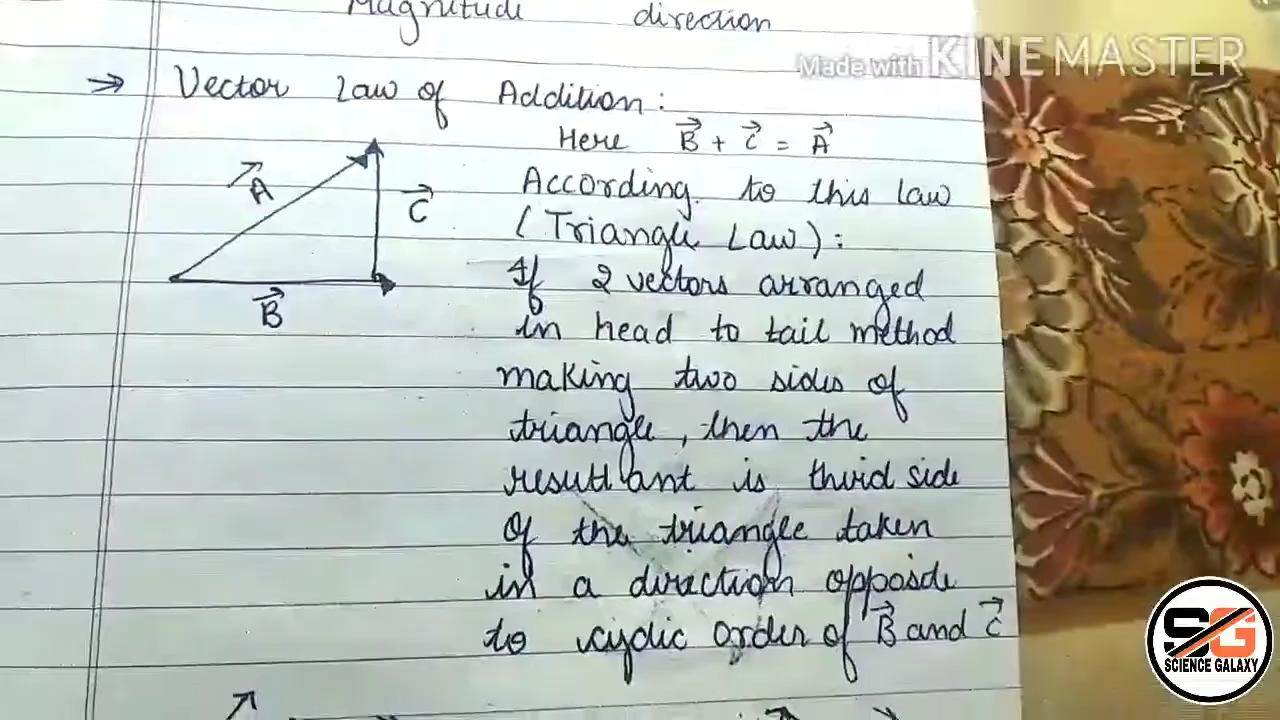 Magnitude direction
Made with KINEMASTER
⇒ Vector Law of Addition:
Here B⃗ + C⃗ = A⃗
A⃗
C⃗
B⃗
According to this law
(Triangle Law):
If 2 vectors arranged
in head to tail method
making two sides of
triangle, then the
resultant is third side
of the triangle taken
in a direction opposite
to cyclic order of B⃗ and C⃗
SG
SCIENCE GALAXY